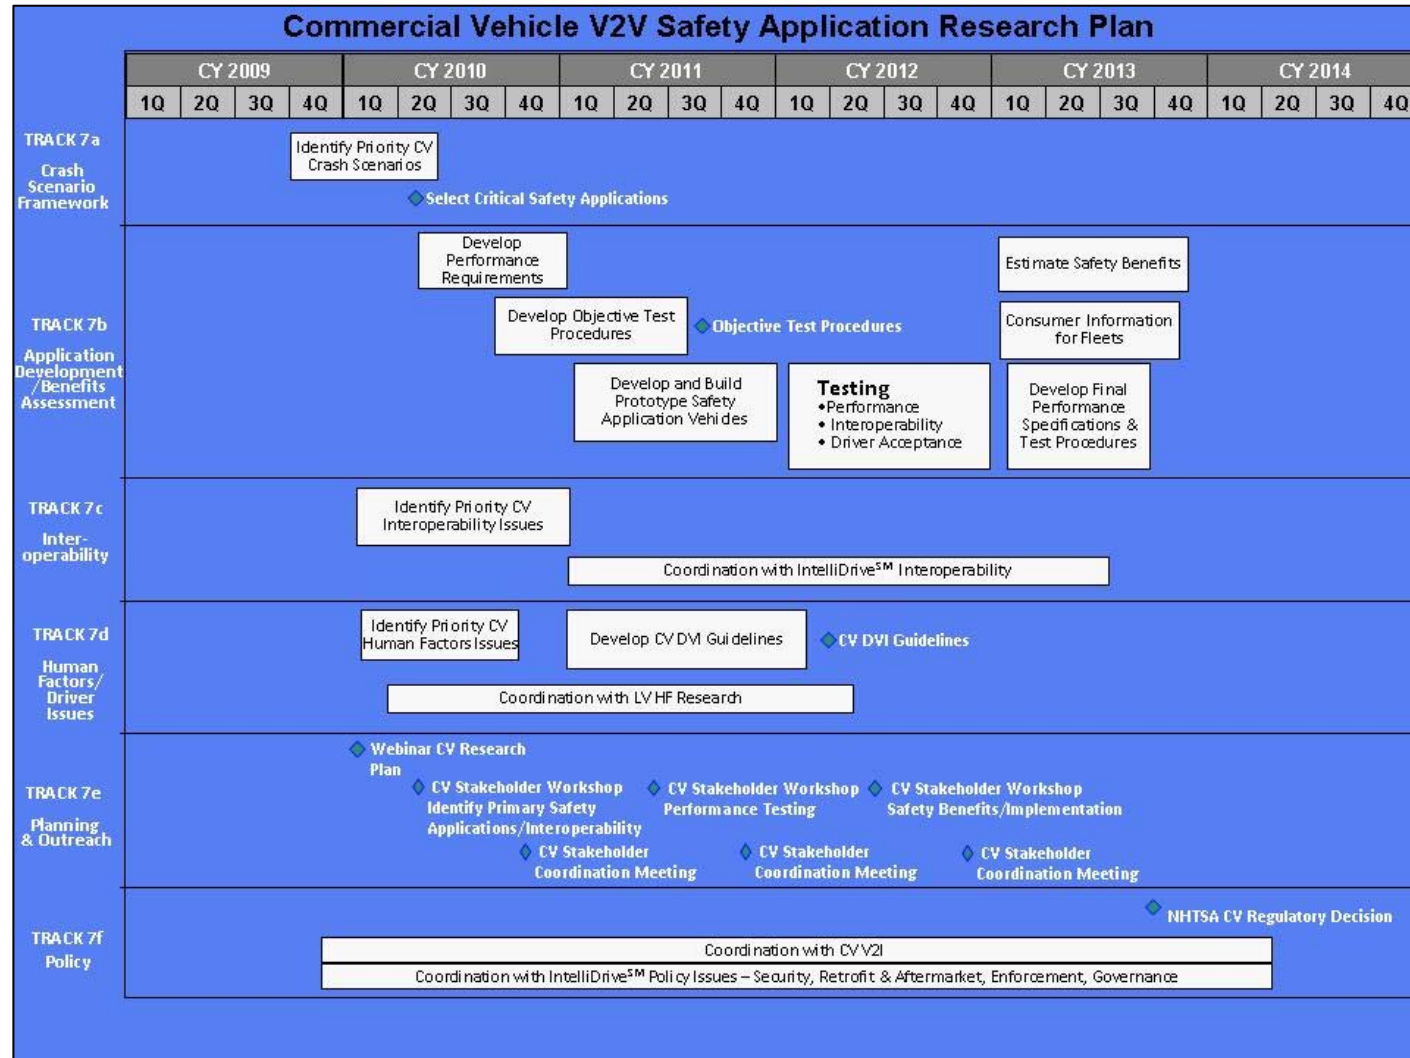 Commercial Vehicle V2V Safety Application Research Plan
CY 2009 CY 2010 CY 2011 CY 2012 CY 2013 CY 2014
1Q 2Q 3Q 4Q 1Q 2Q 3Q 4Q 1Q 2Q 3Q 4Q 1Q 2Q 3Q 4Q 1Q 2Q 3Q 4Q 1Q 2Q 3Q 4Q
TRACK 7a
Crash
Scenario
Framework
Identify Priority CV
Crash Scenarios
Select Critical Safety Applications
TRACK 7b
Application
Development
/Benefits
Assessment
Develop
Performance
Requirements
Estimate Safety Benefits
Develop Objective Test
Procedures
Objective Test Procedures
Consumer Information
for Fleets
Develop and Build
Prototype Safety
Application Vehicles
Testing
•Performance
• Interoperability
• Driver Acceptance
Develop Final
Performance
Specifications &
Test Procedures
TRACK 7c
Inter-
operability
Identify Priority CV
Interoperability Issues
Coordination with IntelliDriveSM Interoperability
TRACK 7d
Human
Factors/
Driver
Issues
Identify Priority CV
Human Factors Issues
Develop CV DVI Guidelines
CV DVI Guidelines
Coordination with LV HF Research
TRACK 7e
Planning
& Outreach
Webinar CV Research
Plan
CV Stakeholder Workshop
Identify Primary Safety
Applications/Interoperability
CV Stakeholder Workshop
Performance Testing
CV Stakeholder Workshop
Safety Benefits/Implementation
CV Stakeholder
Coordination Meeting
CV Stakeholder
Coordination Meeting
CV Stakeholder
Coordination Meeting
TRACK 7f
Policy
NHTSA CV Regulatory Decision
Coordination with CV V2I
Coordination with IntelliDriveSM Policy Issues – Security, Retrofit & Aftermarket, Enforcement, Governance